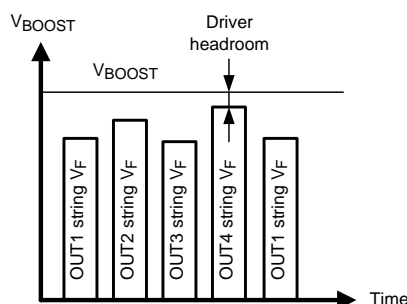 VBOOST
Driver
headroom
VBOOST
OUT1 string VF
OUT2 string VF
OUT3 string VF
OUT4 string VF
OUT1 string VF
Time